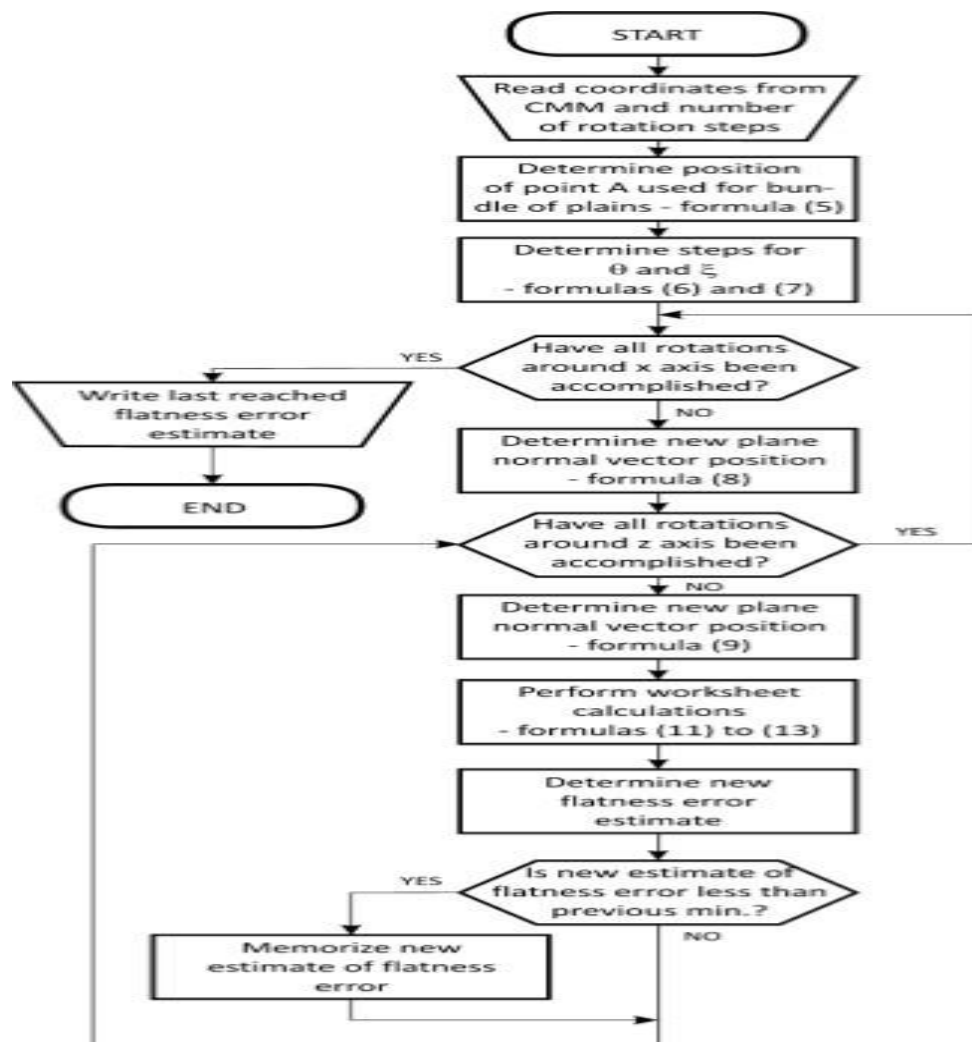 START
Read coordinates from
CMM and number
of rotation steps
Determine position
of point A used for bun-
dle of plains - formula (5)
Determine steps for
θ and ξ
- formulas (6) and (7)
YES
Have all rotations
around x axis been
accomplished?
Write last reached
flatness error
estimate
NO
Determine new plane
normal vector position
- formula (8)
END
Have all rotations
around z axis been
accomplished?
YES
NO
Determine new plane
normal vector position
- formula (9)
Perform worksheet
calculations
- formulas (11) to (13)
Determine new
flatness error
estimate
YES
Is new estimate of
flatness error less than
previous min.?
NO
Memorize new
estimate of flatness
error